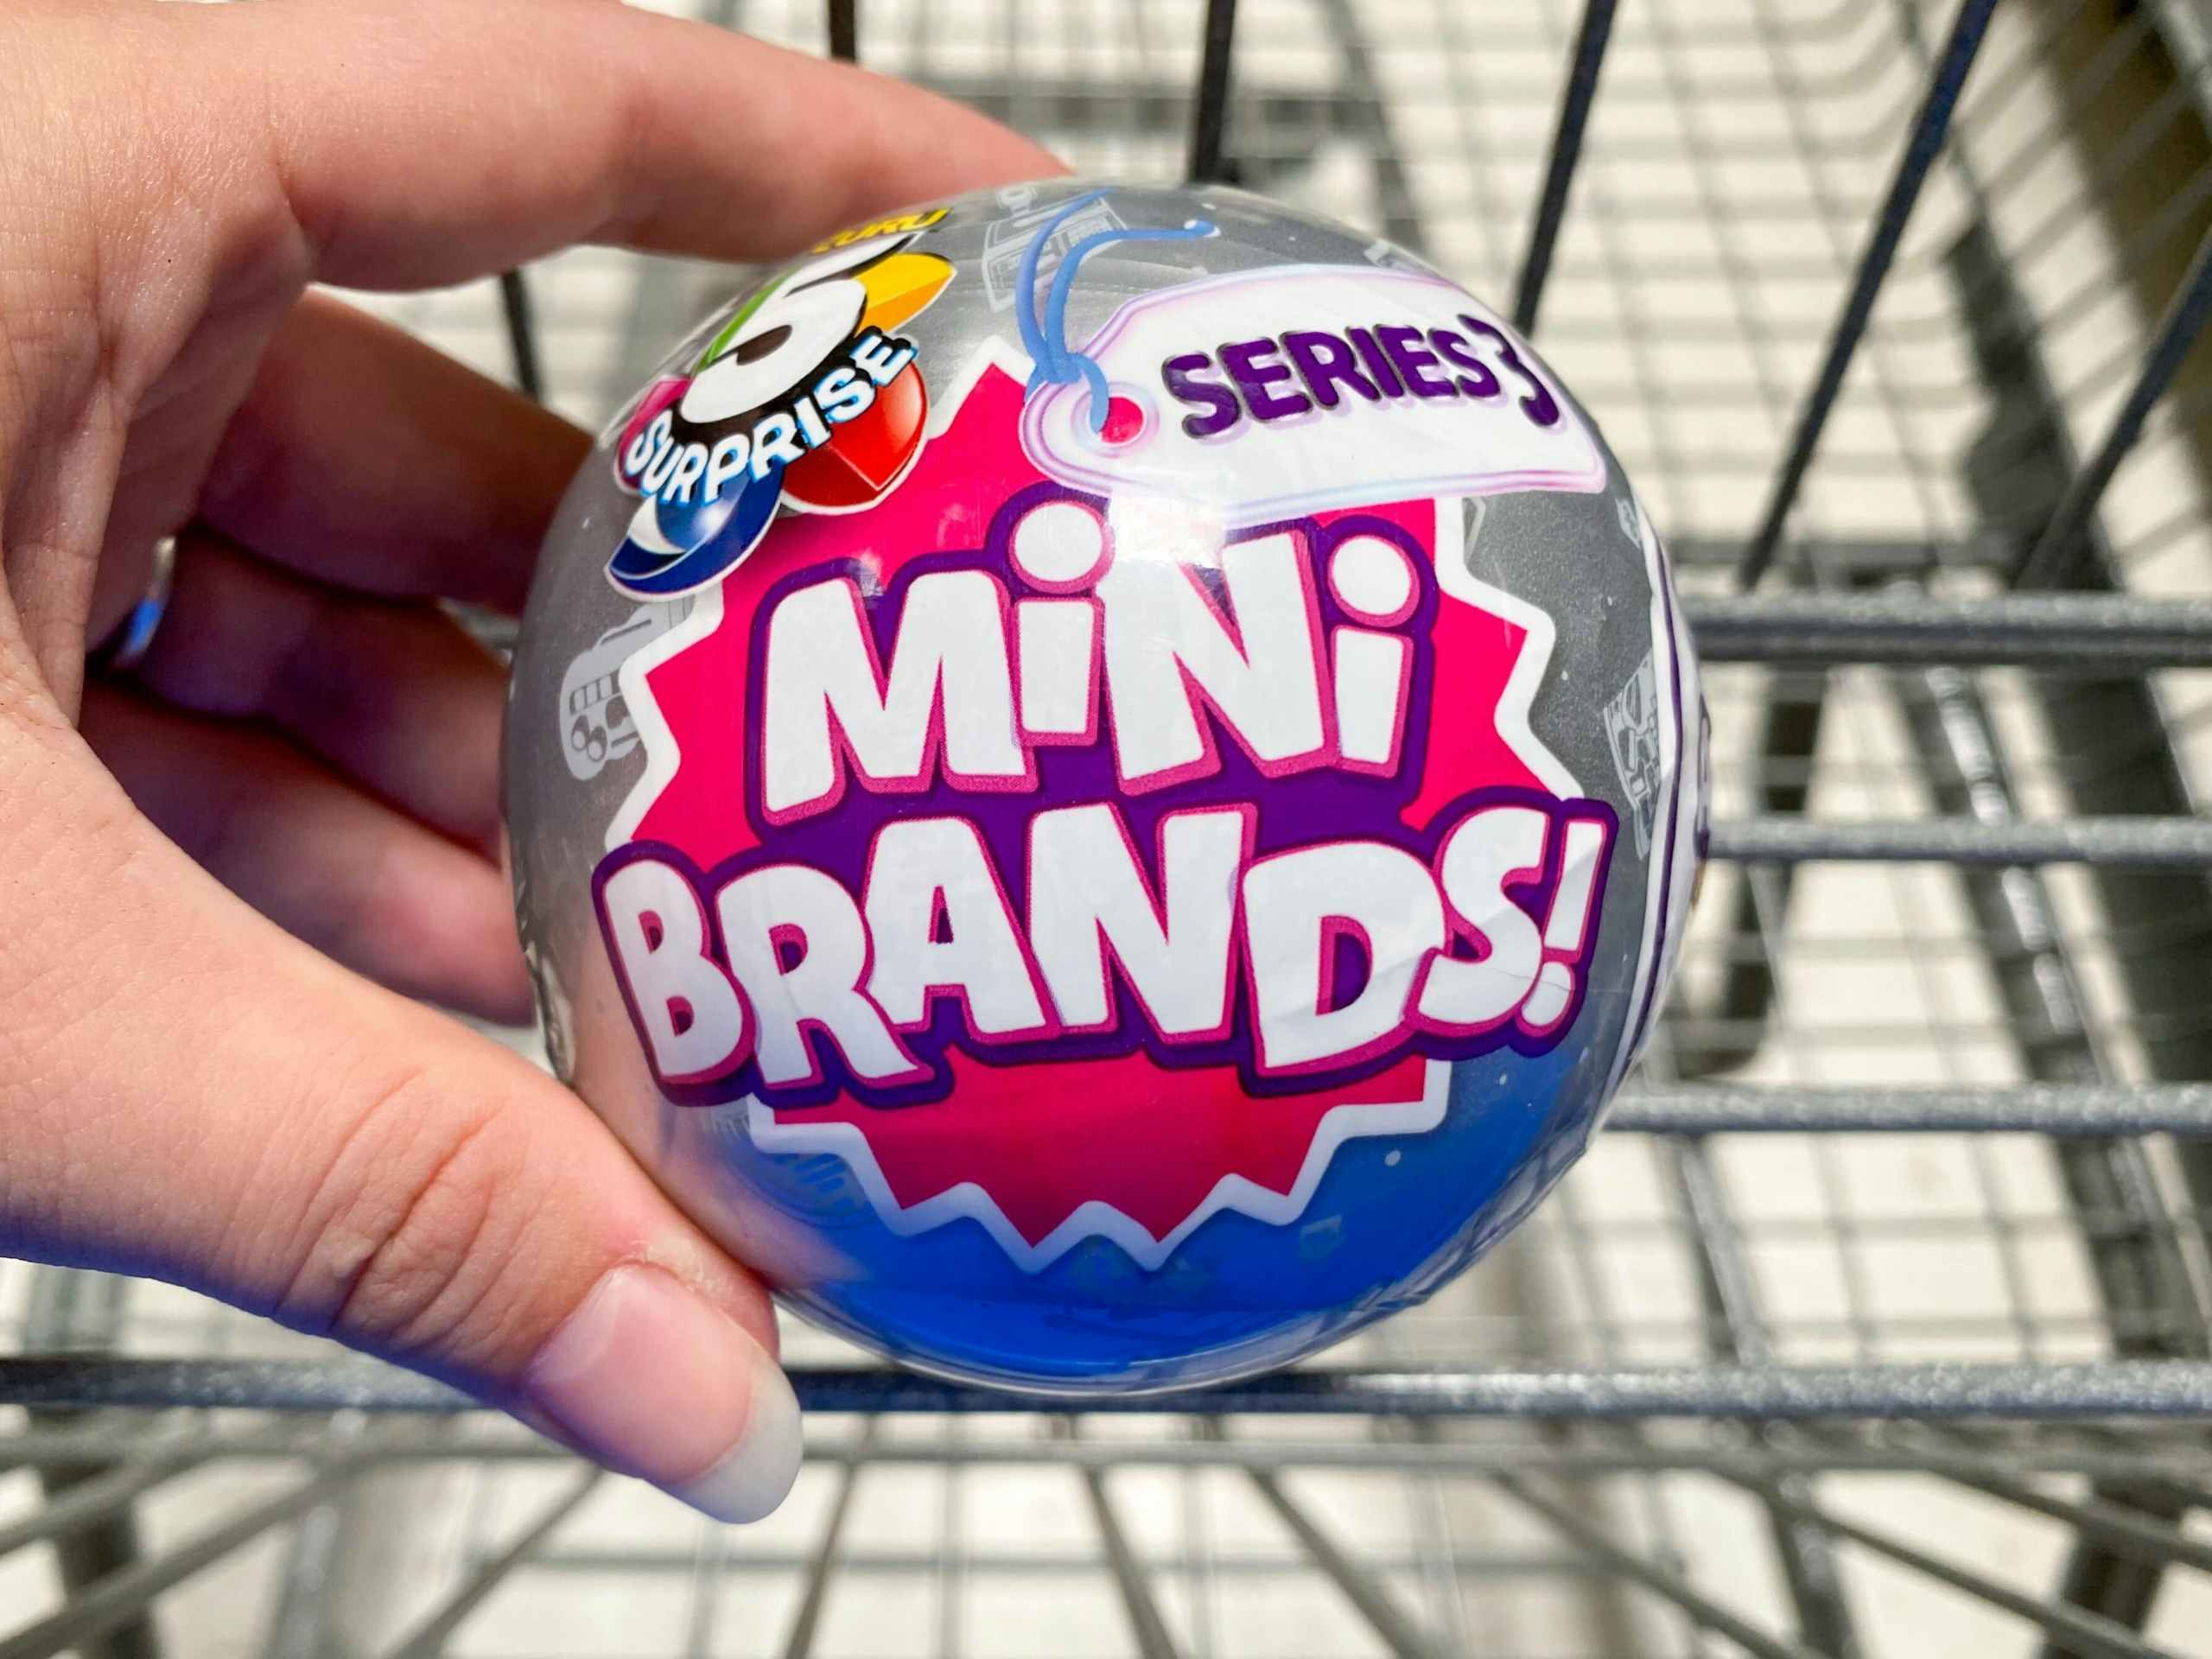 ZURU
5
SURPRISE
SERIES 3
MiNi
BRANDS!